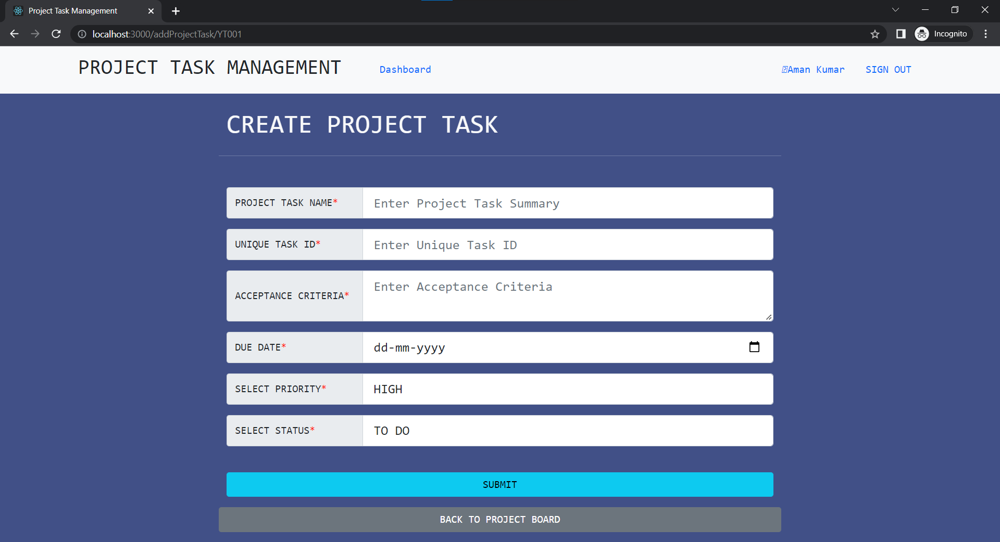 Project Task Management
localhost:3000/addProjectTask/YT001
Incognito
PROJECT TASK MANAGEMENT Dashboard Aman Kumar SIGN OUT
CREATE PROJECT TASK
PROJECT TASK NAME* Enter Project Task Summary
UNIQUE TASK ID* Enter Unique Task ID
ACCEPTANCE CRITERIA* Enter Acceptance Criteria
DUE DATE* dd-mm-yyyy
SELECT PRIORITY* HIGH
SELECT STATUS* TO DO
SUBMIT
BACK TO PROJECT BOARD